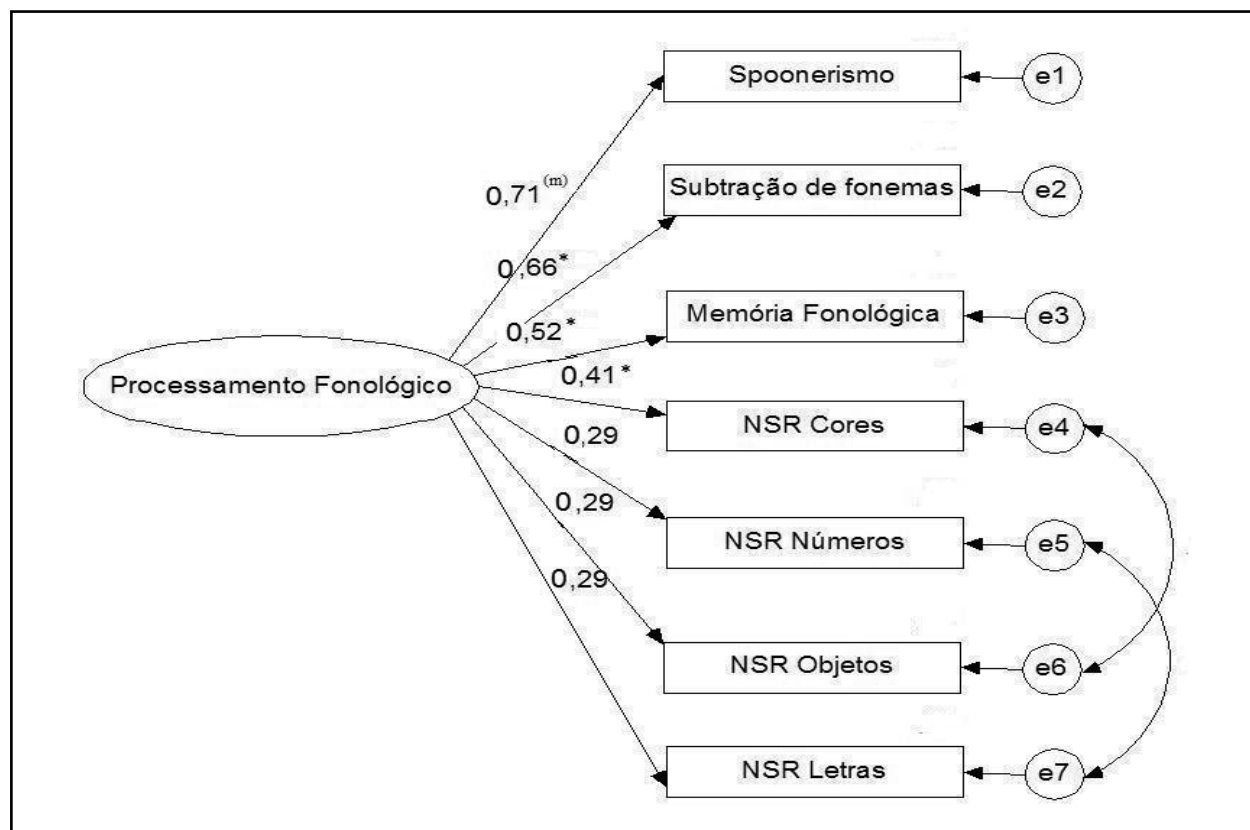 Spoonerismo
e1
0,71(m)
Subtração de fonemas
e2
0,66*
Memória Fonológica
e3
0,52*
Processamento Fonológico
0,41*
NSR Cores
e4
0,29
NSR Números
e5
0,29
NSR Objetos
e6
0,29
NSR Letras
e7